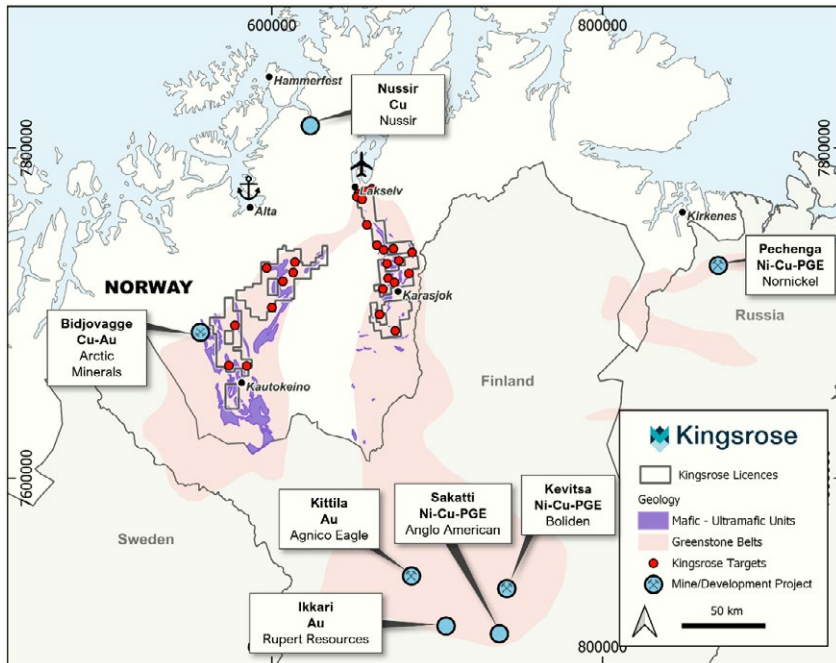 600000
800000
7800000
7800000
7600000
7600000
800000
Hammerfest
Nussir
Cu
Nussir
Lakselv
Alta
Kirkenes
Pechenga
Ni-Cu-PGE
Nornickel
NORWAY
Karasjok
Russia
Bidjovagge
Cu-Au
Arctic
Minerals
Kautokeino
Finland
Sweden
Kittila
Au
Agnico Eagle
Sakatti
Ni-Cu-PGE
Anglo American
Kevitsa
Ni-Cu-PGE
Boliden
Ikkari
Au
Rupert Resources
Kingsrose
Kingsrose Licences
Geology
Mafic - Ultramafic Units
Greenstone Belts
Kingsrose Targets
Mine/Development Project
50 km